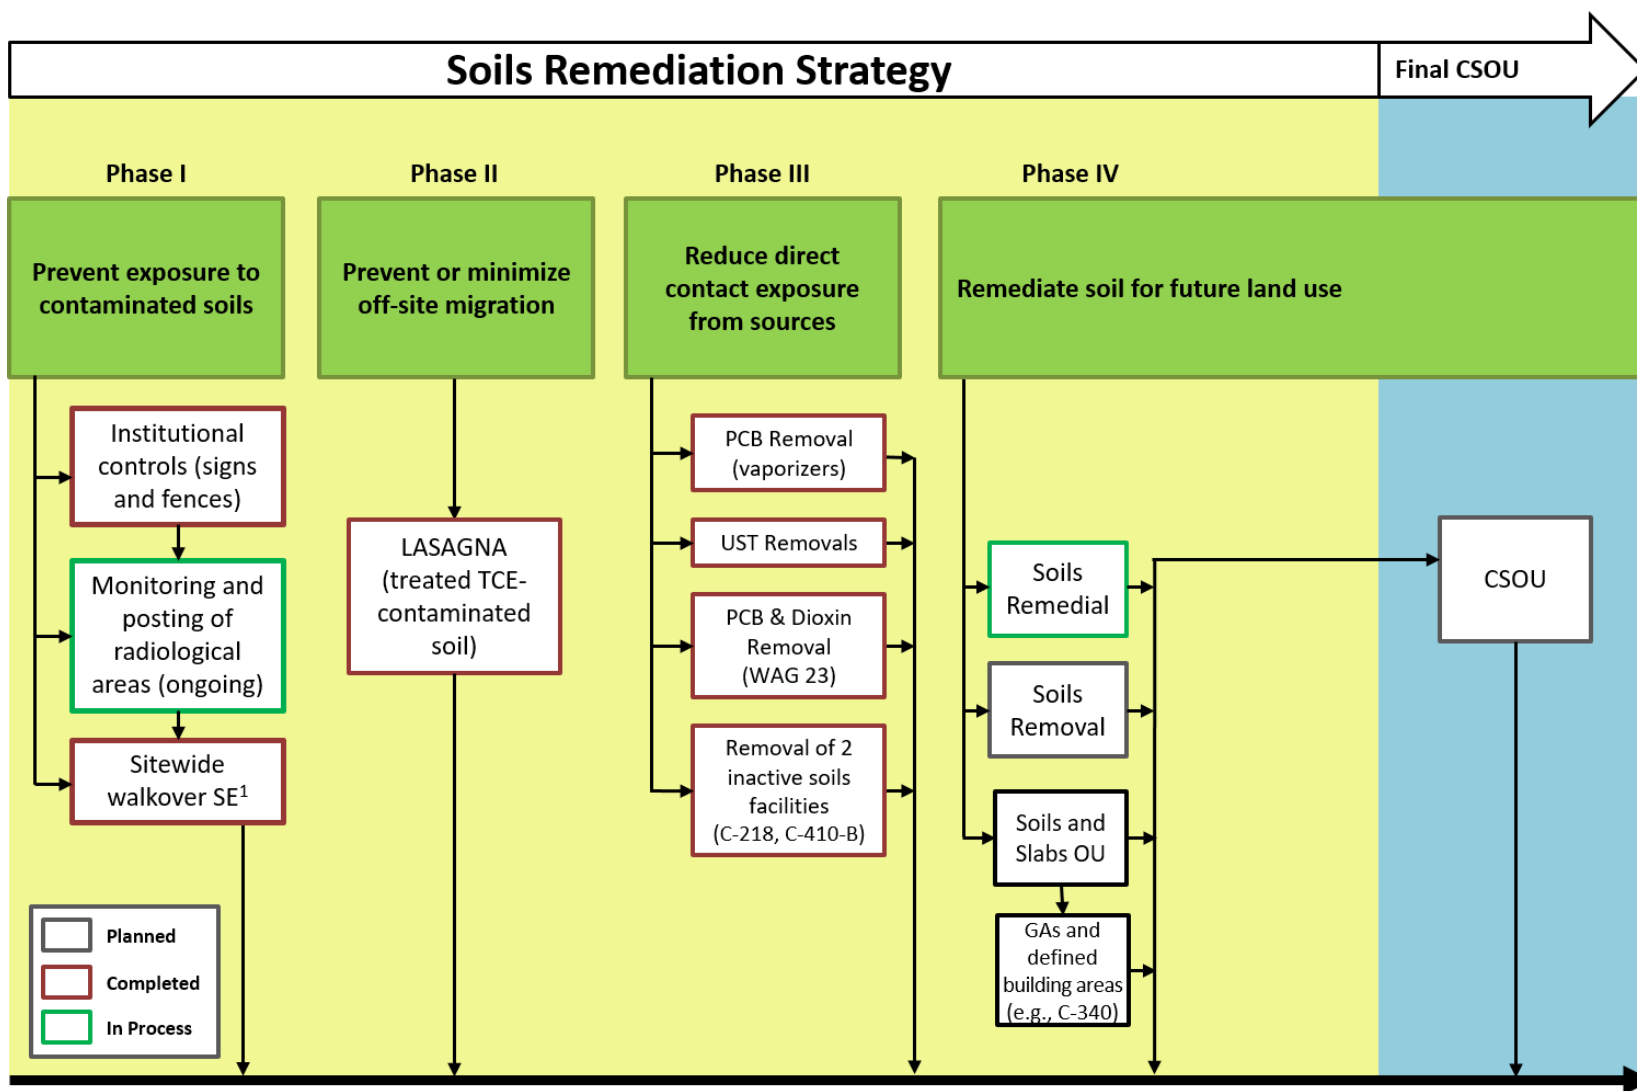 Soils Remediation Strategy
Final CSOU
Phase I
Phase II
Phase III
Phase IV
Prevent exposure to
contaminated soils
Prevent or minimize
off-site migration
Reduce direct
contact exposure
from sources
Remediate soil for future land use
Institutional
controls (signs
and fences)
Monitoring and
posting of
radiological
areas (ongoing)
Sitewide
walkover SE¹
LASAGNA
(treated TCE-
contaminated
soil)
PCB Removal
(vaporizers)
UST Removals
PCB & Dioxin
Removal
(WAG 23)
Removal of 2
inactive soils
facilities
(C-218, C-410-B)
Soils
Remedial
Soils
Removal
Soils and
Slabs OU
GAs and
defined
building areas
(e.g., C-340)
CSOU
Planned
Completed
In Process